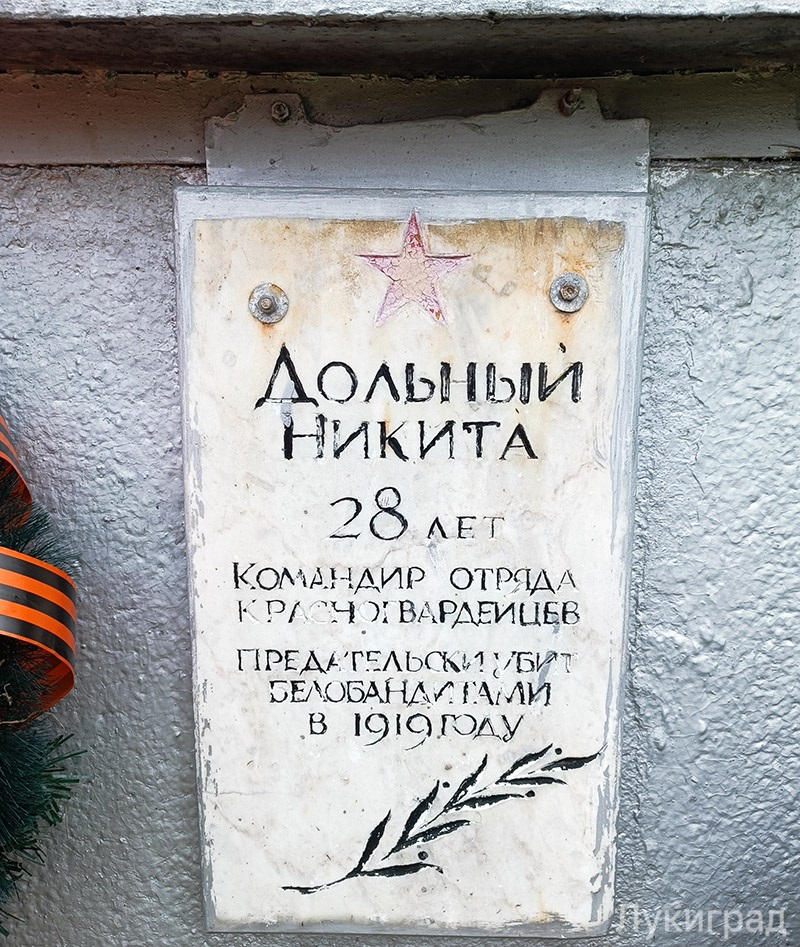 ДОЛЬНЫЙ
НИКИТА
28 ЛЕТ
КОМАНДИР ОТРЯДА
КРАСНОГВАРДЕЙЦЕВ
ПРЕДАТЕЛЬСКИ УБИТ
БЕЛОБАНДИТАМИ
В 1919 ГОДУ
Лукиград